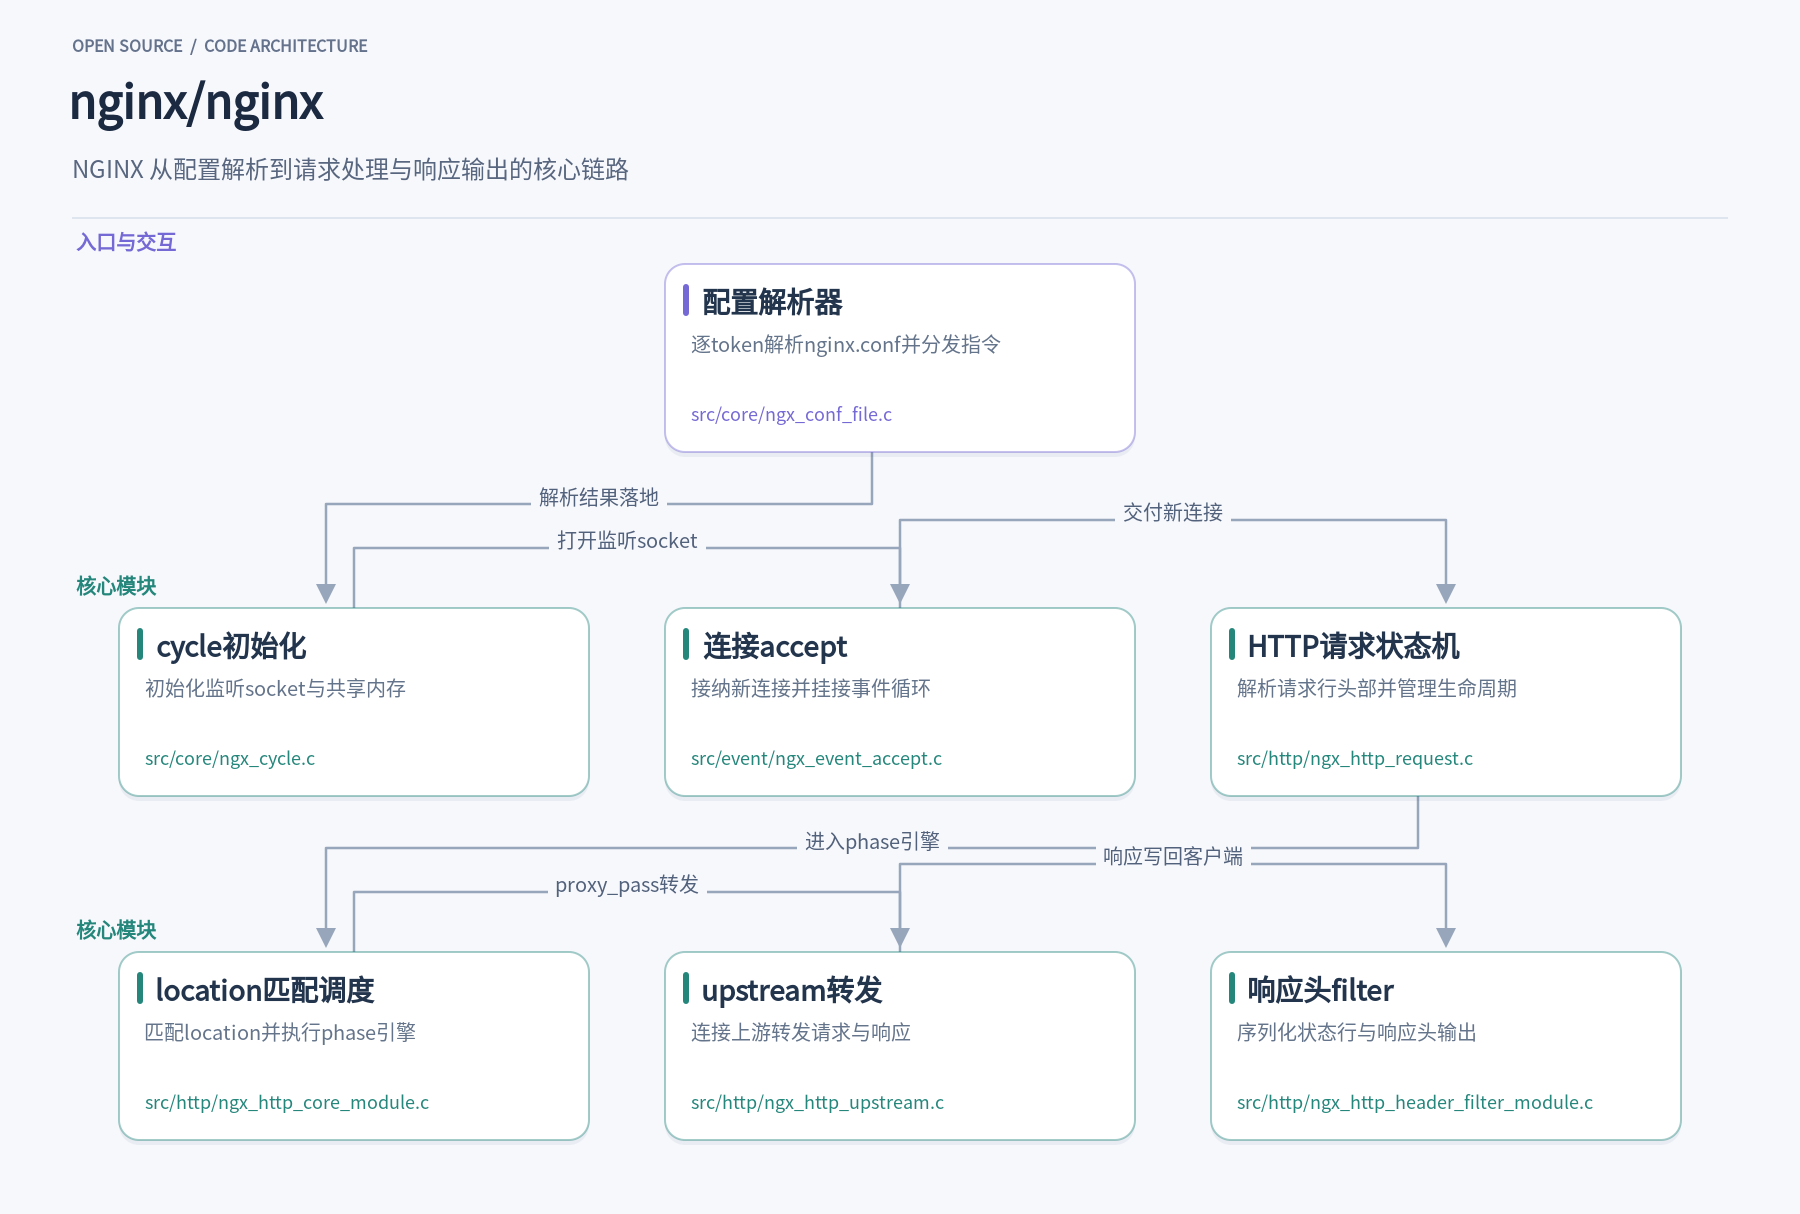 OPEN SOURCE / CODE ARCHITECTURE
nginx/nginx
NGINX 从配置解析到请求处理与响应输出的核心链路
入口与交互
配置解析器
逐token解析nginx.conf并分发指令
src/core/ngx_conf_file.c
解析结果落地
交付新连接
打开监听socket
核心模块
cycle初始化
初始化监听socket与共享内存
src/core/ngx_cycle.c
连接accept
接纳新连接并挂接事件循环
src/event/ngx_event_accept.c
HTTP请求状态机
解析请求行头部并管理生命周期
src/http/ngx_http_request.c
进入phase引擎
响应写回客户端
proxy_pass转发
核心模块
location匹配调度
匹配location并执行phase引擎
src/http/ngx_http_core_module.c
upstream转发
连接上游转发请求与响应
src/http/ngx_http_upstream.c
响应头filter
序列化状态行与响应头输出
src/http/ngx_http_header_filter_module.c